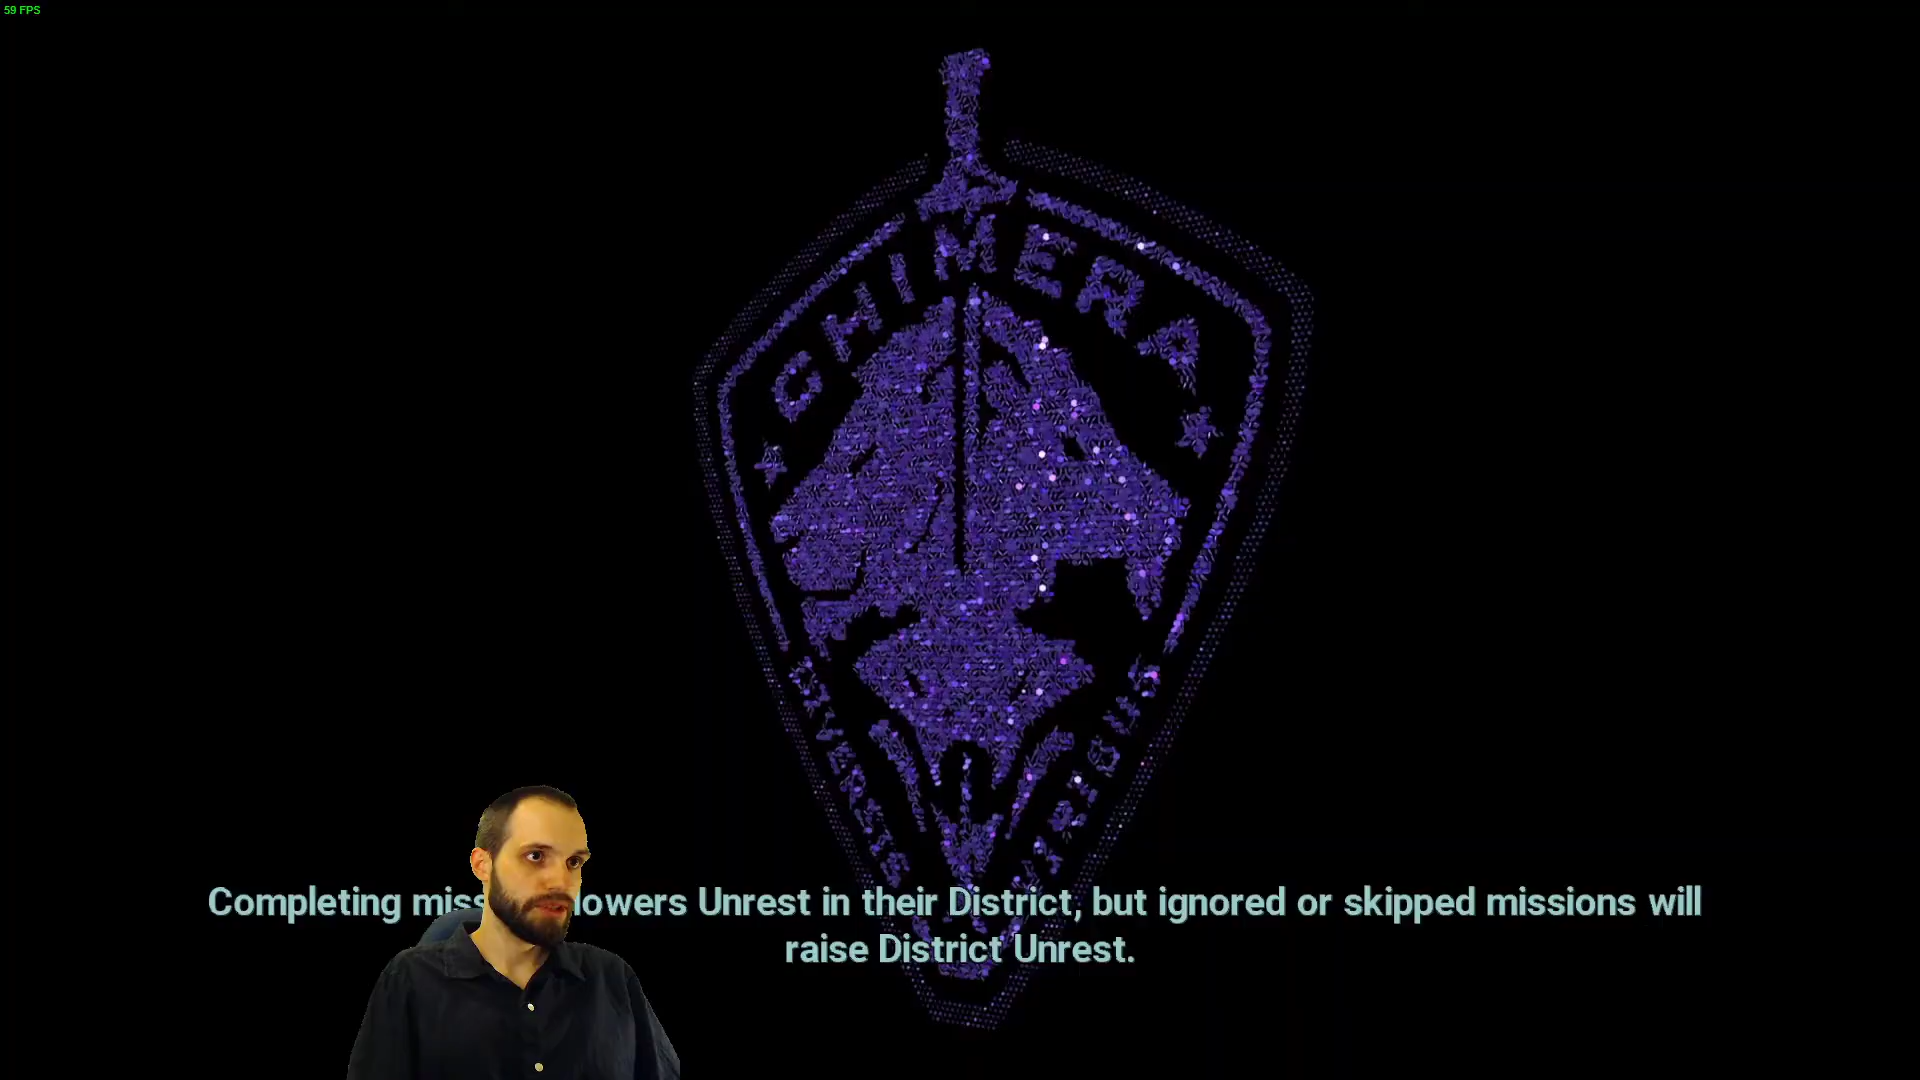 59 FPS
CHIMERA
Completing miss lowers Unrest in their District, but ignored or skipped missions will
raise District Unrest.